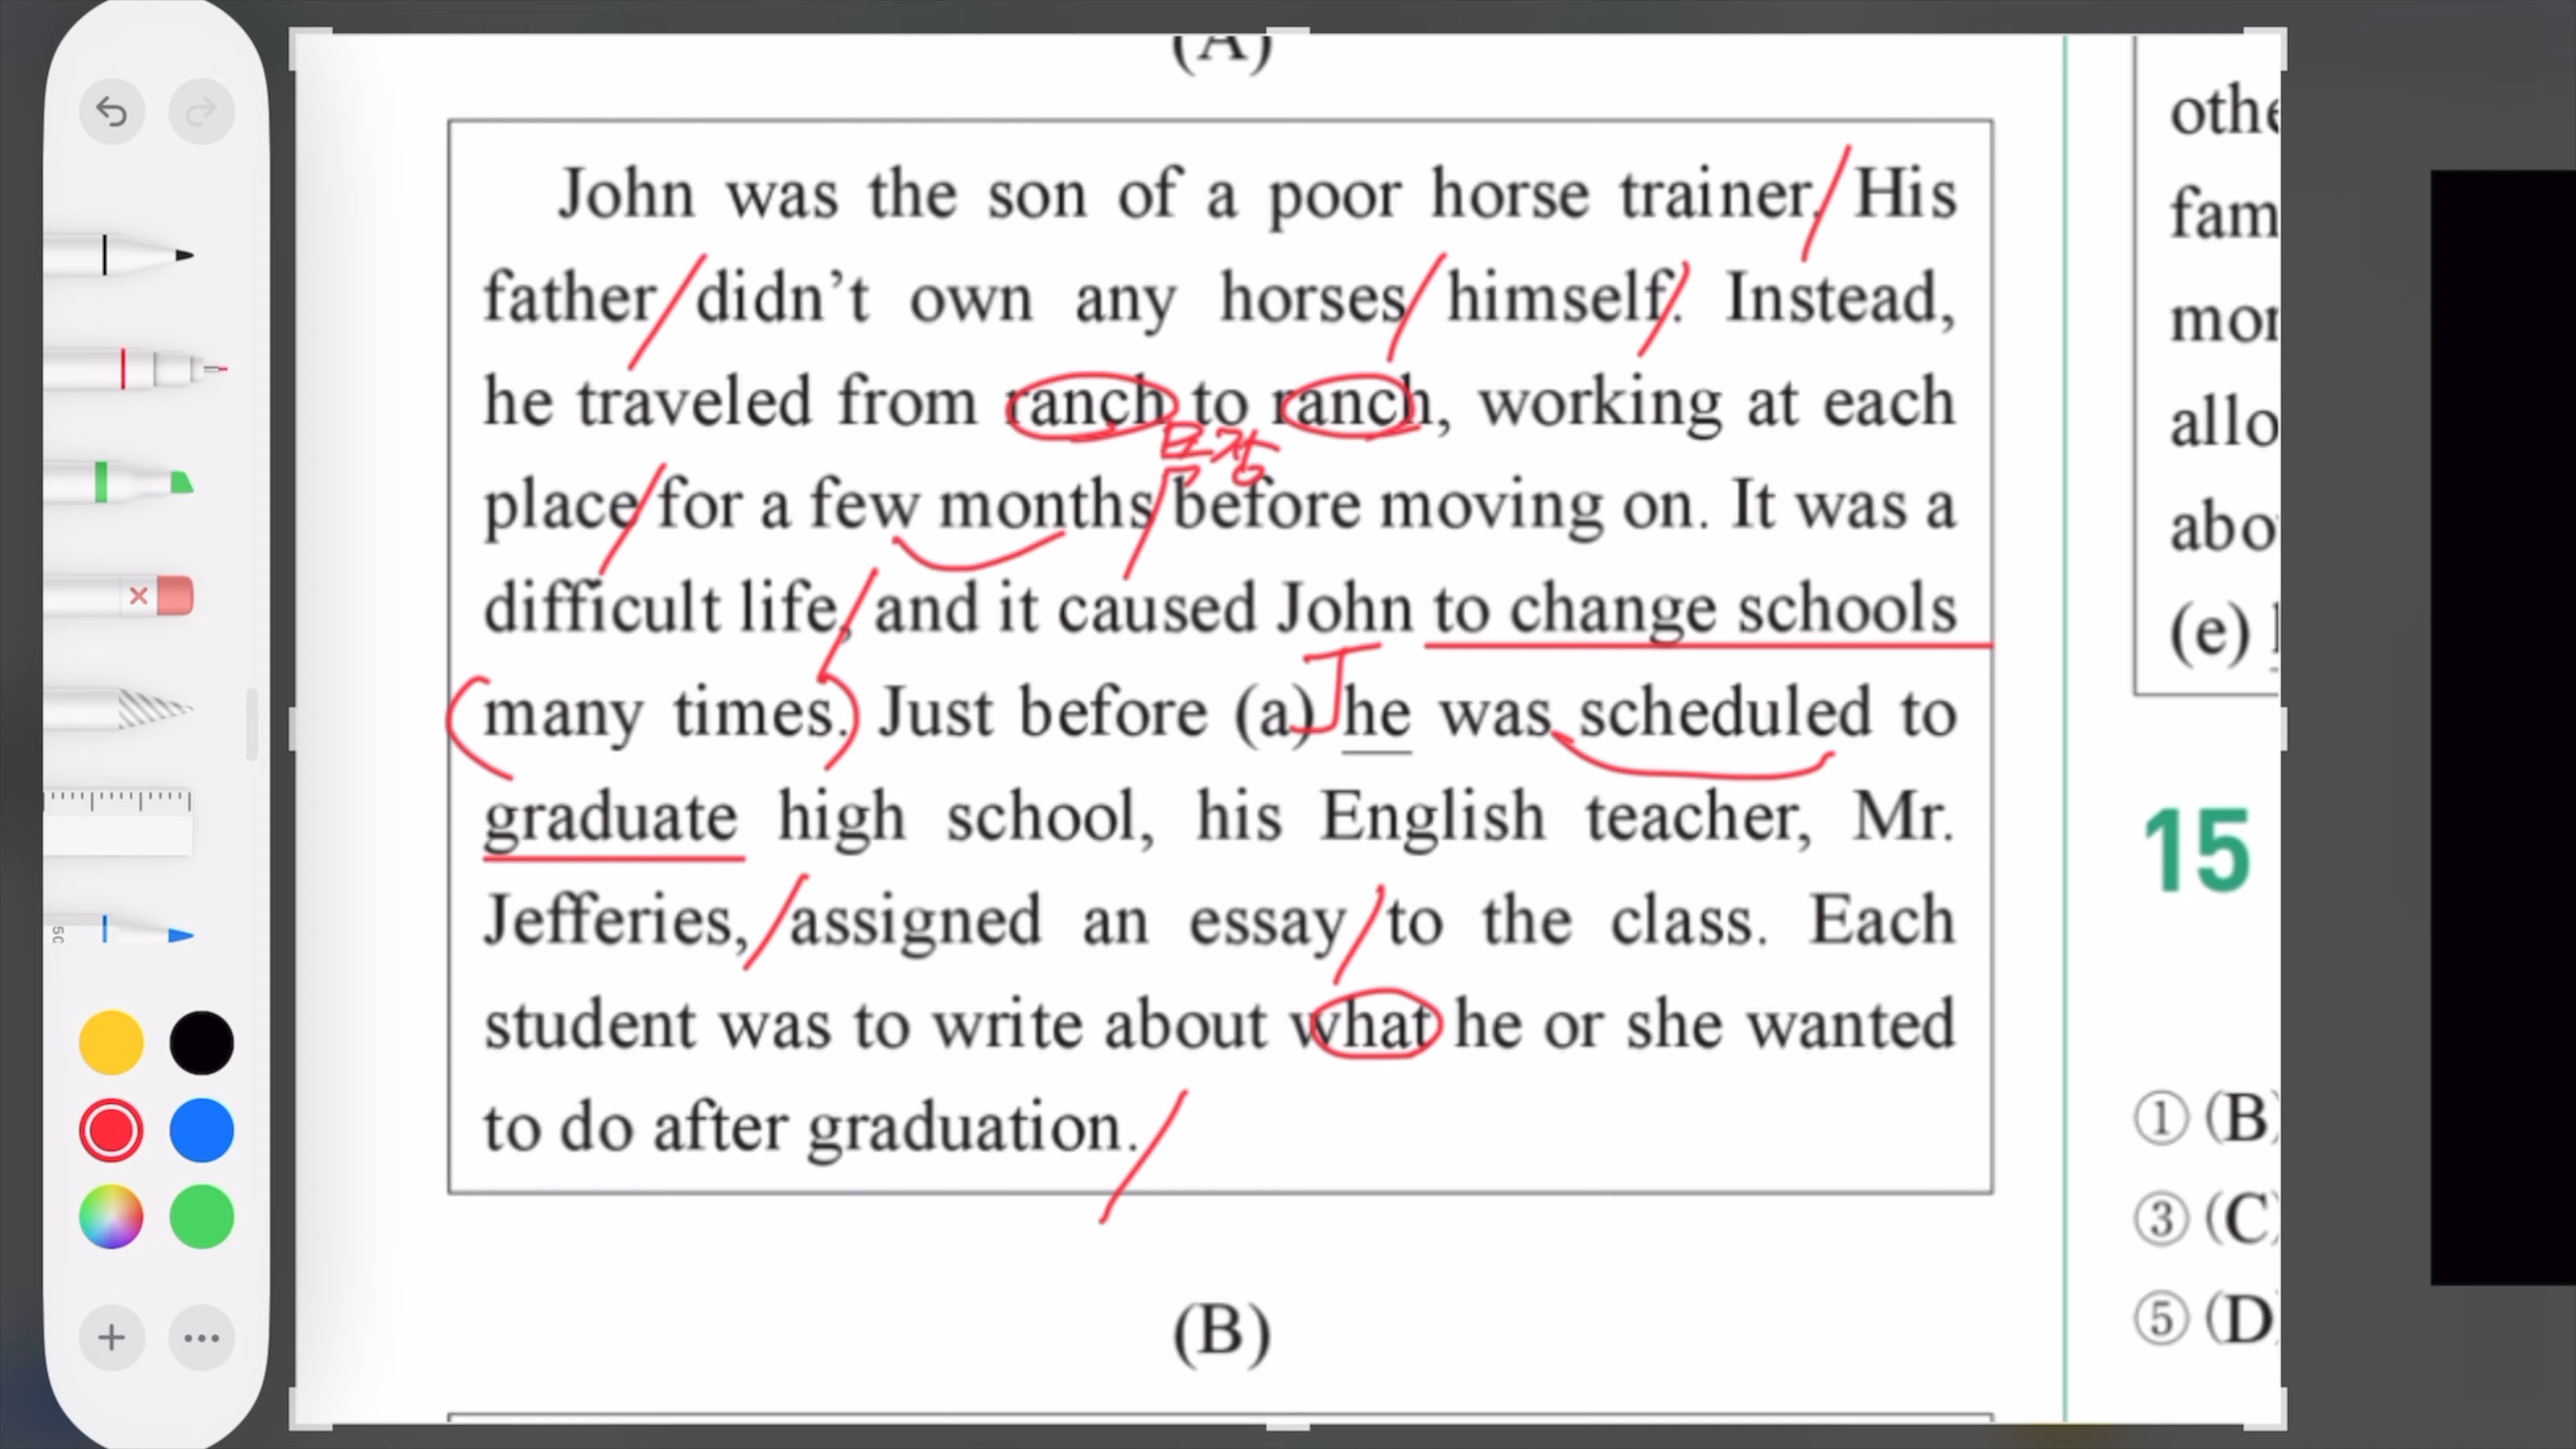 (A)
John was the son of a poor horse trainer. His
father didn't own any horses himself. Instead,
he traveled from ranch to ranch, working at each
목장
place for a few months before moving on. It was a
difficult life, and it caused John to change schools
many times. Just before (a) he was scheduled to
J
graduate high school, his English teacher, Mr.
Jefferies, assigned an essay to the class. Each
student was to write about what he or she wanted
to do after graduation.
(B)
othe
fam
mor
allo
abo
(e)
15
① (B)
③ (C)
⑤ (D)
50